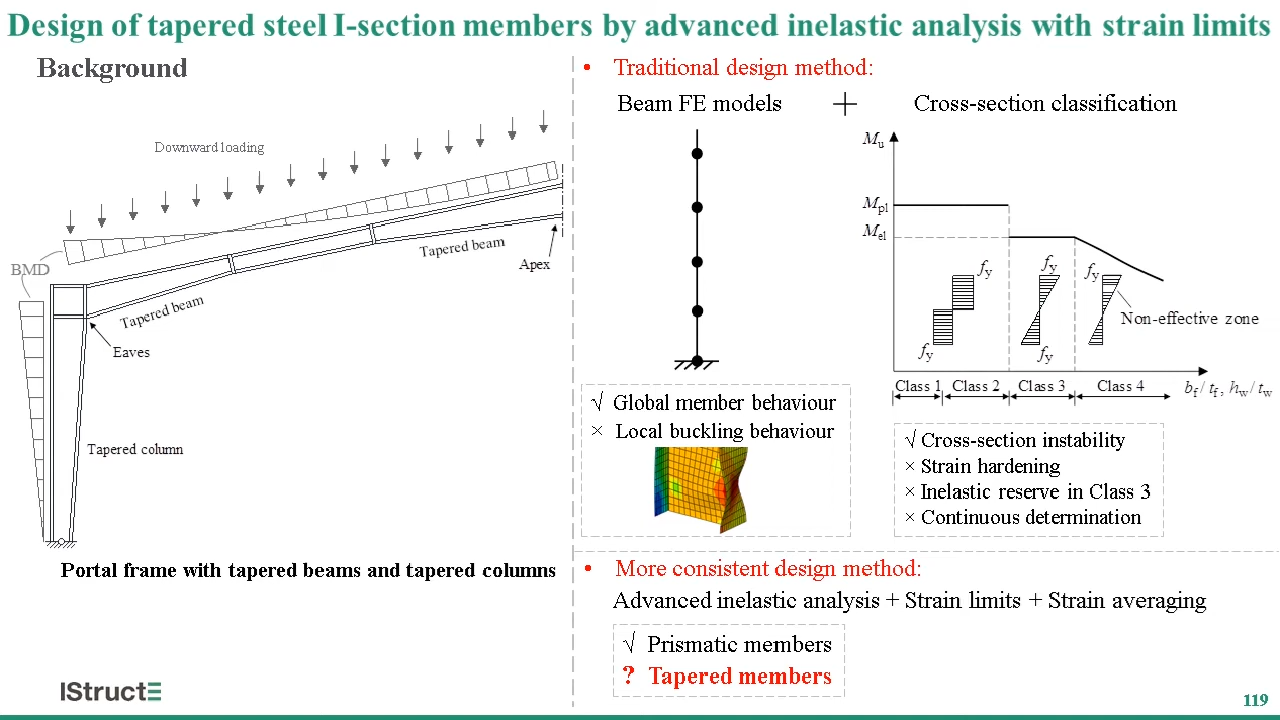 Design of tapered steel I-section members by advanced inelastic analysis with strain limits
Background
Downward loading
BMD
Tapered beam
Tapered beam
Apex
Eaves
Tapered column
Portal frame with tapered beams and tapered columns
IStructE
• Traditional design method:
Beam FE models + Cross-section classification
Mu
Mpl
Mel
fy
fy
fy
fy
fy
Non-effective zone
Class 1 Class 2 Class 3 Class 4
bf / tf , hw / tw
√ Global member behaviour
× Local buckling behaviour
√ Cross-section instability
× Strain hardening
× Inelastic reserve in Class 3
× Continuous determination
• More consistent design method:
Advanced inelastic analysis + Strain limits + Strain averaging
√ Prismatic members
? Tapered members
119